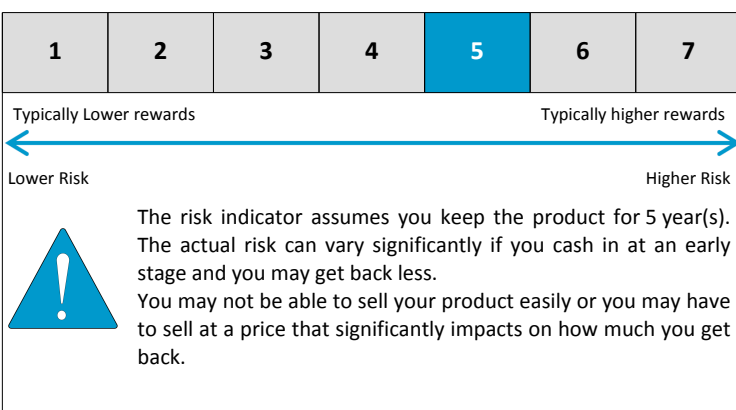 1 2 3 4 5 6 7
Typically Lower rewards Typically higher rewards
Lower Risk Higher Risk
The risk indicator assumes you keep the product for 5 year(s).
The actual risk can vary significantly if you cash in at an early
stage and you may get back less.
You may not be able to sell your product easily or you may have
to sell at a price that significantly impacts on how much you get
back.